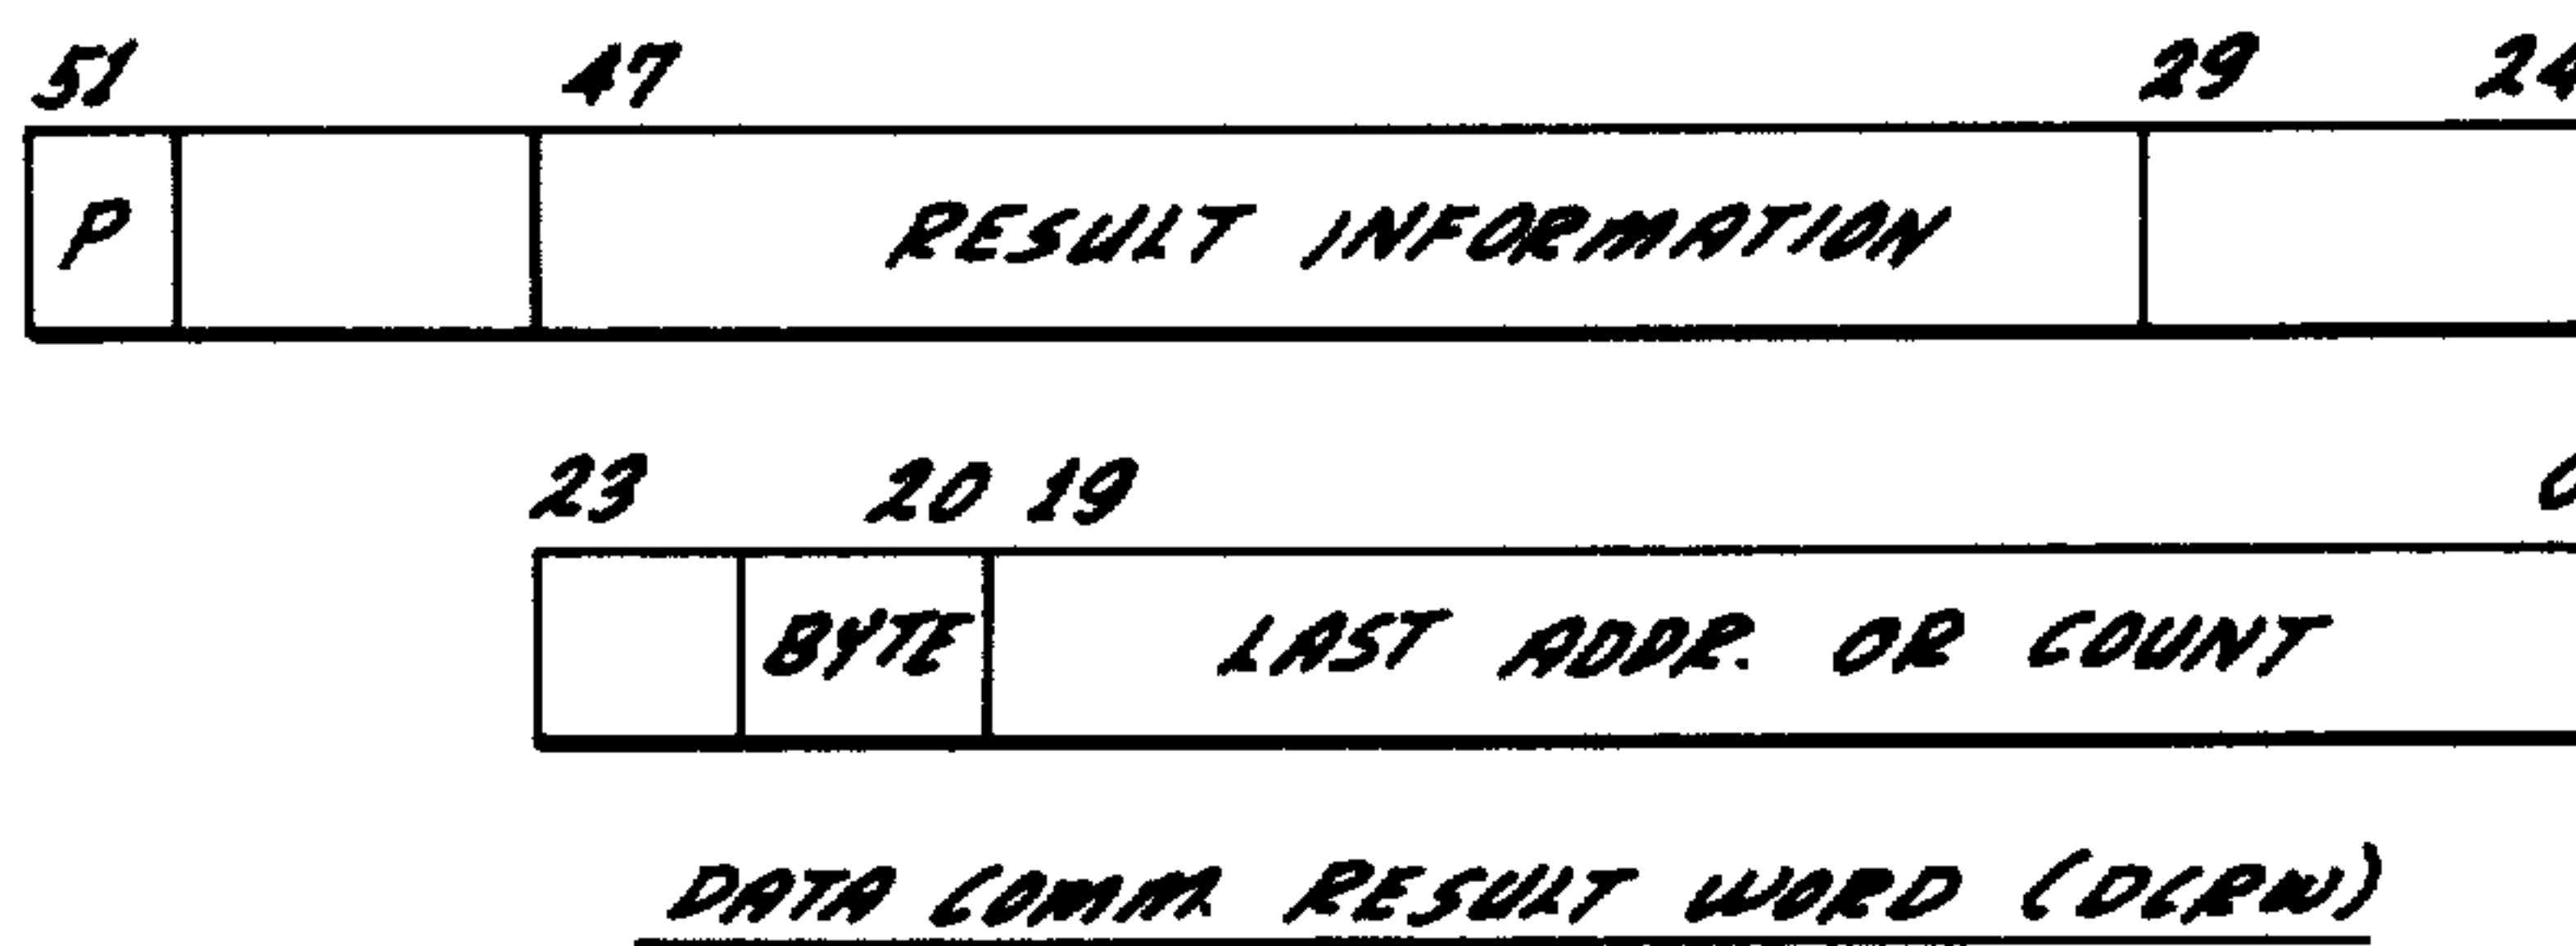 51 47 29 24
P RESULT INFORMATION
23 20 19 0
BYTE LAST ADDR. OR COUNT
DATA COMM. RESULT WORD (DCRW)